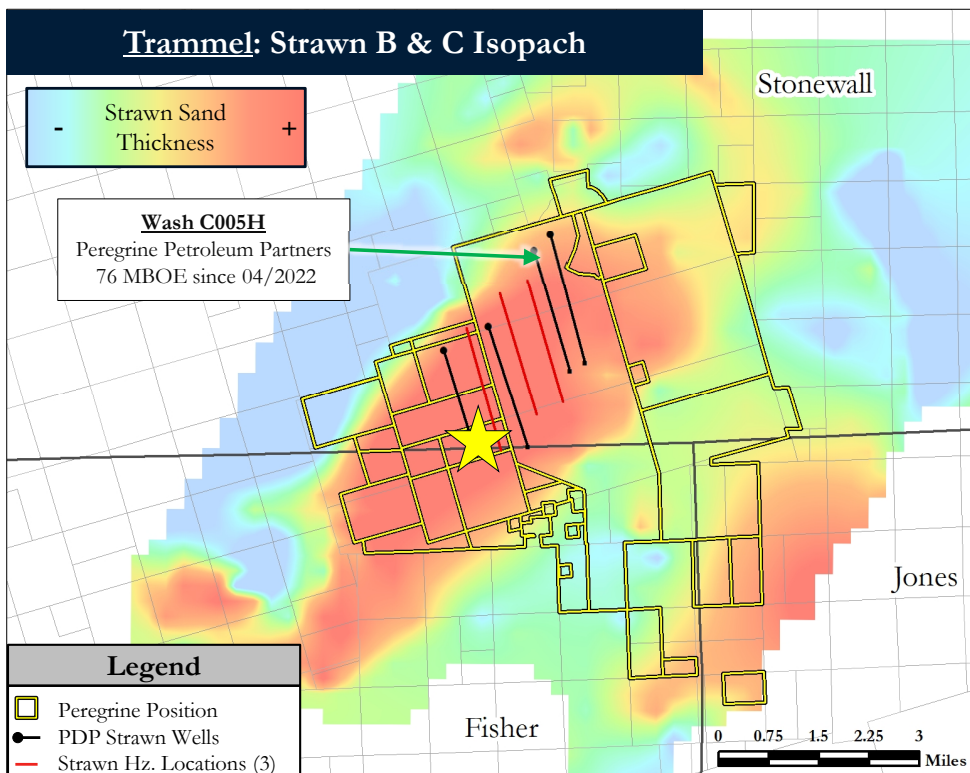 Trammel: Strawn B & C Isopach
Stonewall
- Strawn Sand +
Thickness
Wash C005H
Peregrine Petroleum Partners
76 MBOE since 04/2022
Jones
Fisher
Legend
Peregrine Position
PDP Strawn Wells
Strawn Hz. Locations (3)
0 0.75 1.5 2.25 3
Miles